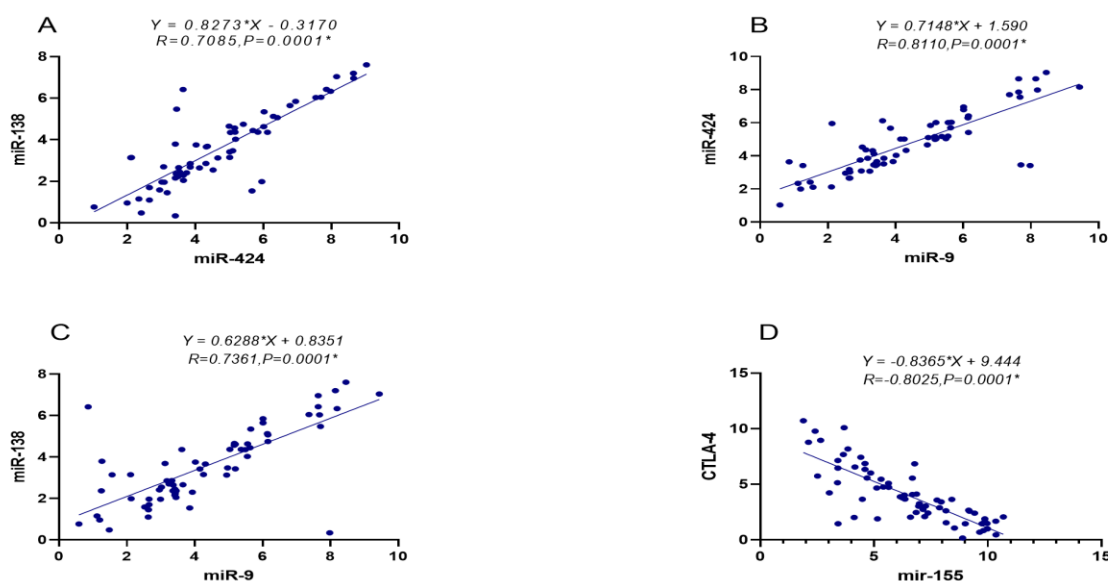 A
Y = 0.8273*X - 0.3170
R=0.7085,P=0.0001*
8
6
4
2
0
miR-138
0 2 4 6 8 10
miR-424
B
Y = 0.7148*X + 1.590
R=0.8110,P=0.0001*
10
8
6
4
2
0
miR-424
0 2 4 6 8 10
miR-9
C
Y = 0.6288*X + 0.8351
R=0.7361,P=0.0001*
8
6
4
2
0
miR-138
0 2 4 6 8 10
miR-9
D
Y = -0.8365*X + 9.444
R=-0.8025,P=0.0001*
15
10
5
0
CTLA-4
0 5 10 15
mir-155